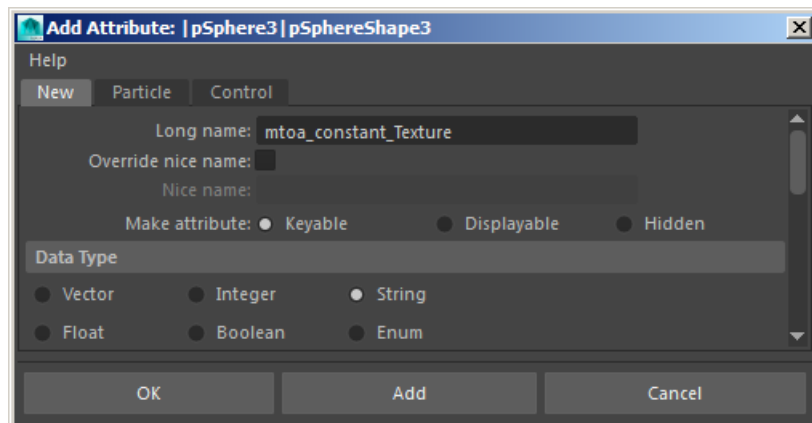 Add Attribute: |pSphere3|pSphereShape3
Help
New Particle Control
Long name: mtoa_constant_Texture
Override nice name:
Nice name:
Make attribute: Keyable Displayable Hidden
Data Type
Vector Integer String
Float Boolean Enum
OK Add Cancel